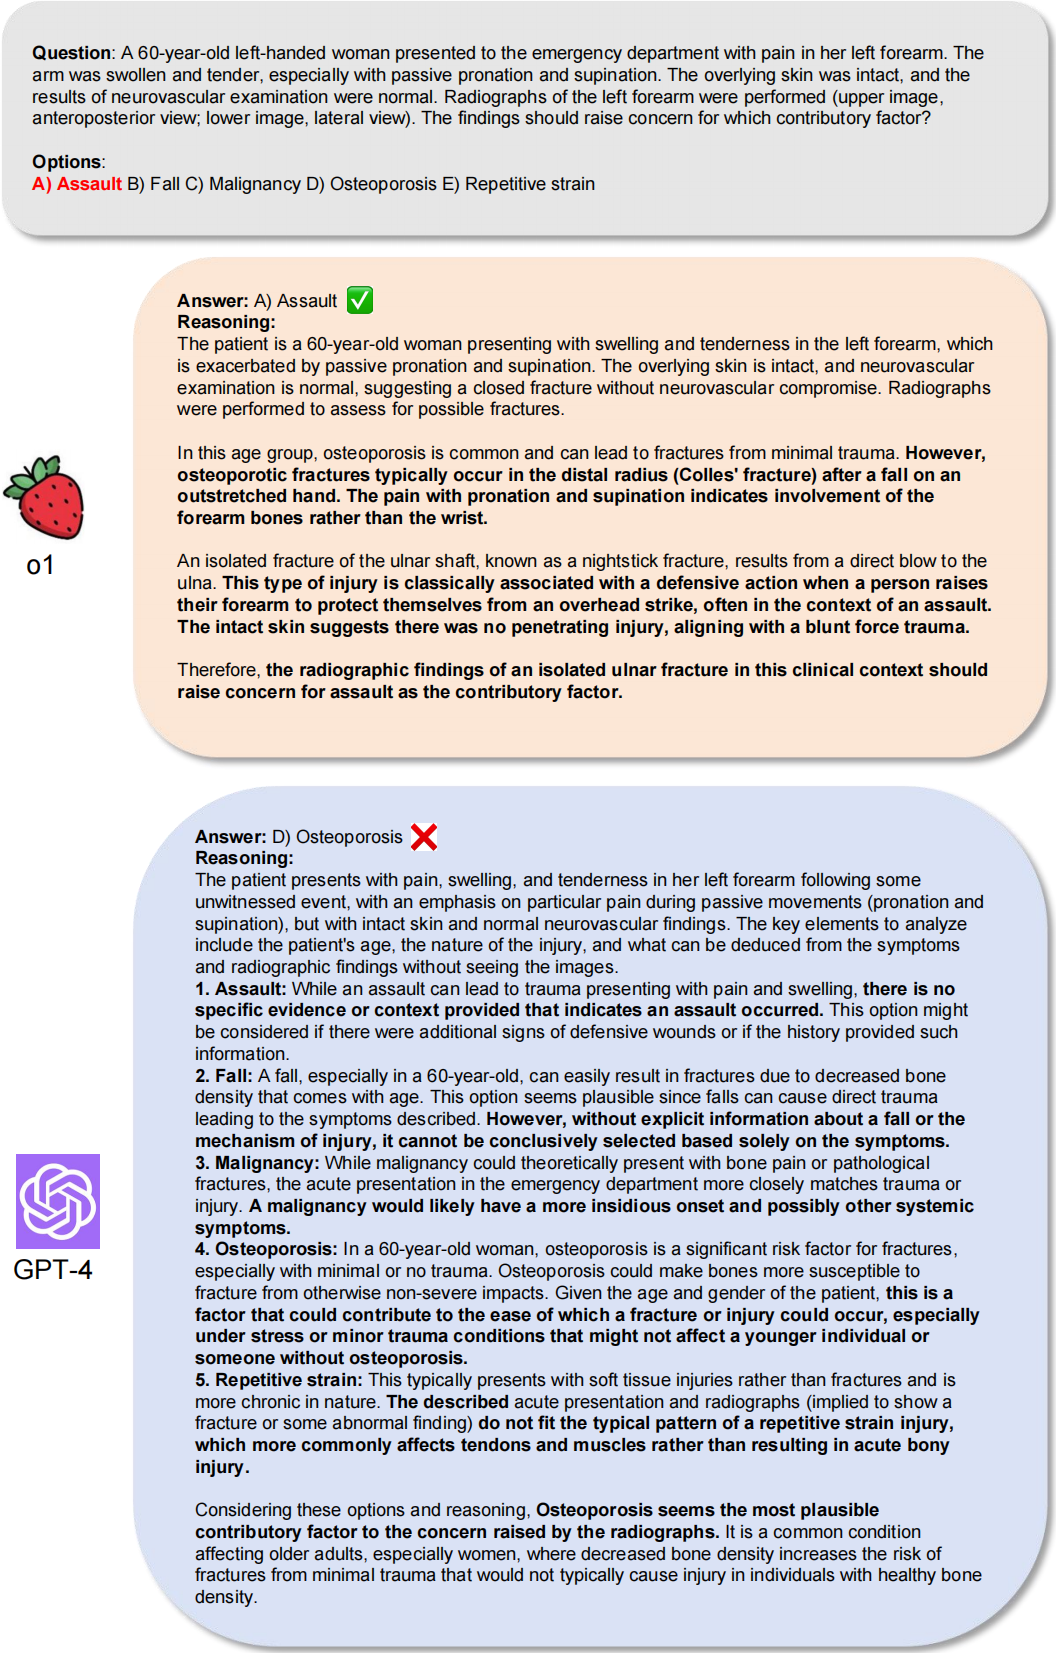 Question: A 60-year-old left-handed woman presented to the emergency department with pain in her left forearm. The
arm was swollen and tender, especially with passive pronation and supination. The overlying skin was intact, and the
results of neurovascular examination were normal. Radiographs of the left forearm were performed (upper image,
anteroposterior view; lower image, lateral view). The findings should raise concern for which contributory factor?
Options:
A) Assault B) Fall C) Malignancy D) Osteoporosis E) Repetitive strain
Answer: A) Assault
Reasoning:
The patient is a 60-year-old woman presenting with swelling and tenderness in the left forearm, which
is exacerbated by passive pronation and supination. The overlying skin is intact, and neurovascular
examination is normal, suggesting a closed fracture without neurovascular compromise. Radiographs
were performed to assess for possible fractures.
In this age group, osteoporosis is common and can lead to fractures from minimal trauma. However,
osteoporotic fractures typically occur in the distal radius (Colles' fracture) after a fall on an
outstretched hand. The pain with pronation and supination indicates involvement of the
forearm bones rather than the wrist.
An isolated fracture of the ulnar shaft, known as a nightstick fracture, results from a direct blow to the
ulna. This type of injury is classically associated with a defensive action when a person raises
their forearm to protect themselves from an overhead strike, often in the context of an assault.
The intact skin suggests there was no penetrating injury, aligning with a blunt force trauma.
Therefore, the radiographic findings of an isolated ulnar fracture in this clinical context should
raise concern for assault as the contributory factor.
o1
Answer: D) Osteoporosis
Reasoning:
The patient presents with pain, swelling, and tenderness in her left forearm following some
unwitnessed event, with an emphasis on particular pain during passive movements (pronation and
supination), but with intact skin and normal neurovascular findings. The key elements to analyze
include the patient's age, the nature of the injury, and what can be deduced from the symptoms
and radiographic findings without seeing the images.
1. Assault: While an assault can lead to trauma presenting with pain and swelling, there is no
specific evidence or context provided that indicates an assault occurred. This option might
be considered if there were additional signs of defensive wounds or if the history provided such
information.
2. Fall: A fall, especially in a 60-year-old, can easily result in fractures due to decreased bone
density that comes with age. This option seems plausible since falls can cause direct trauma
leading to the symptoms described. However, without explicit information about a fall or the
mechanism of injury, it cannot be conclusively selected based solely on the symptoms.
3. Malignancy: While malignancy could theoretically present with bone pain or pathological
fractures, the acute presentation in the emergency department more closely matches trauma or
injury. A malignancy would likely have a more insidious onset and possibly other systemic
symptoms.
4. Osteoporosis: In a 60-year-old woman, osteoporosis is a significant risk factor for fractures,
especially with minimal or no trauma. Osteoporosis could make bones more susceptible to
fracture from otherwise non-severe impacts. Given the age and gender of the patient, this is a
factor that could contribute to the ease of which a fracture or injury could occur, especially
under stress or minor trauma conditions that might not affect a younger individual or
someone without osteoporosis.
5. Repetitive strain: This typically presents with soft tissue injuries rather than fractures and is
more chronic in nature. The described acute presentation and radiographs (implied to show a
fracture or some abnormal finding) do not fit the typical pattern of a repetitive strain injury,
which more commonly affects tendons and muscles rather than resulting in acute bony
injury.
Considering these options and reasoning, Osteoporosis seems the most plausible
contributory factor to the concern raised by the radiographs. It is a common condition
affecting older adults, especially women, where decreased bone density increases the risk of
fractures from minimal trauma that would not typically cause injury in individuals with healthy bone
density.
GPT-4